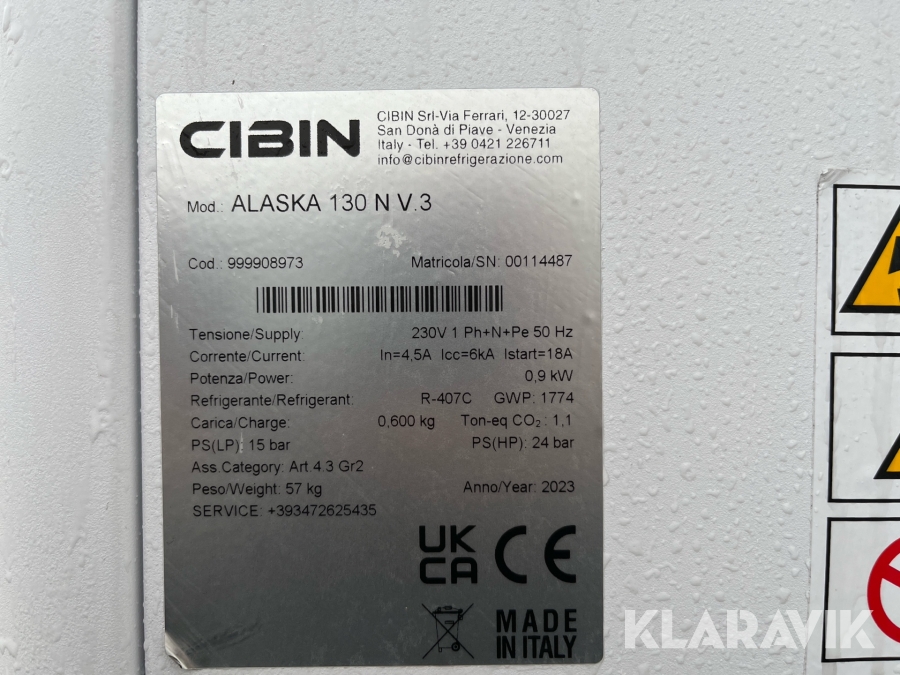 CIBIN
CIBIN Srl-Via Ferrari, 12-30027
San Donà di Piave - Venezia
Italy - Tel. +39 0421 226711
info@cibinrefrigerazione.com
Mod.: ALASKA 130 N V.3
Cod.: 999908973 Matricola/SN: 00114487
Tensione/Supply: 230V 1 Ph+N+Pe 50 Hz
Corrente/Current: In=4,5A Icc=6kA Istart=18A
Potenza/Power: 0,9 kW
Refrigerante/Refrigerant: R-407C GWP: 1774
Carica/Charge: 0,600 kg Ton-eq CO₂: 1,1
PS(LP): 15 bar PS(HP): 24 bar
Ass.Category: Art.4.3 Gr2
Peso/Weight: 57 kg Anno/Year: 2023
SERVICE: +393472625435
UK
CA CE
MADE
IN ITALY
KLARAVIK